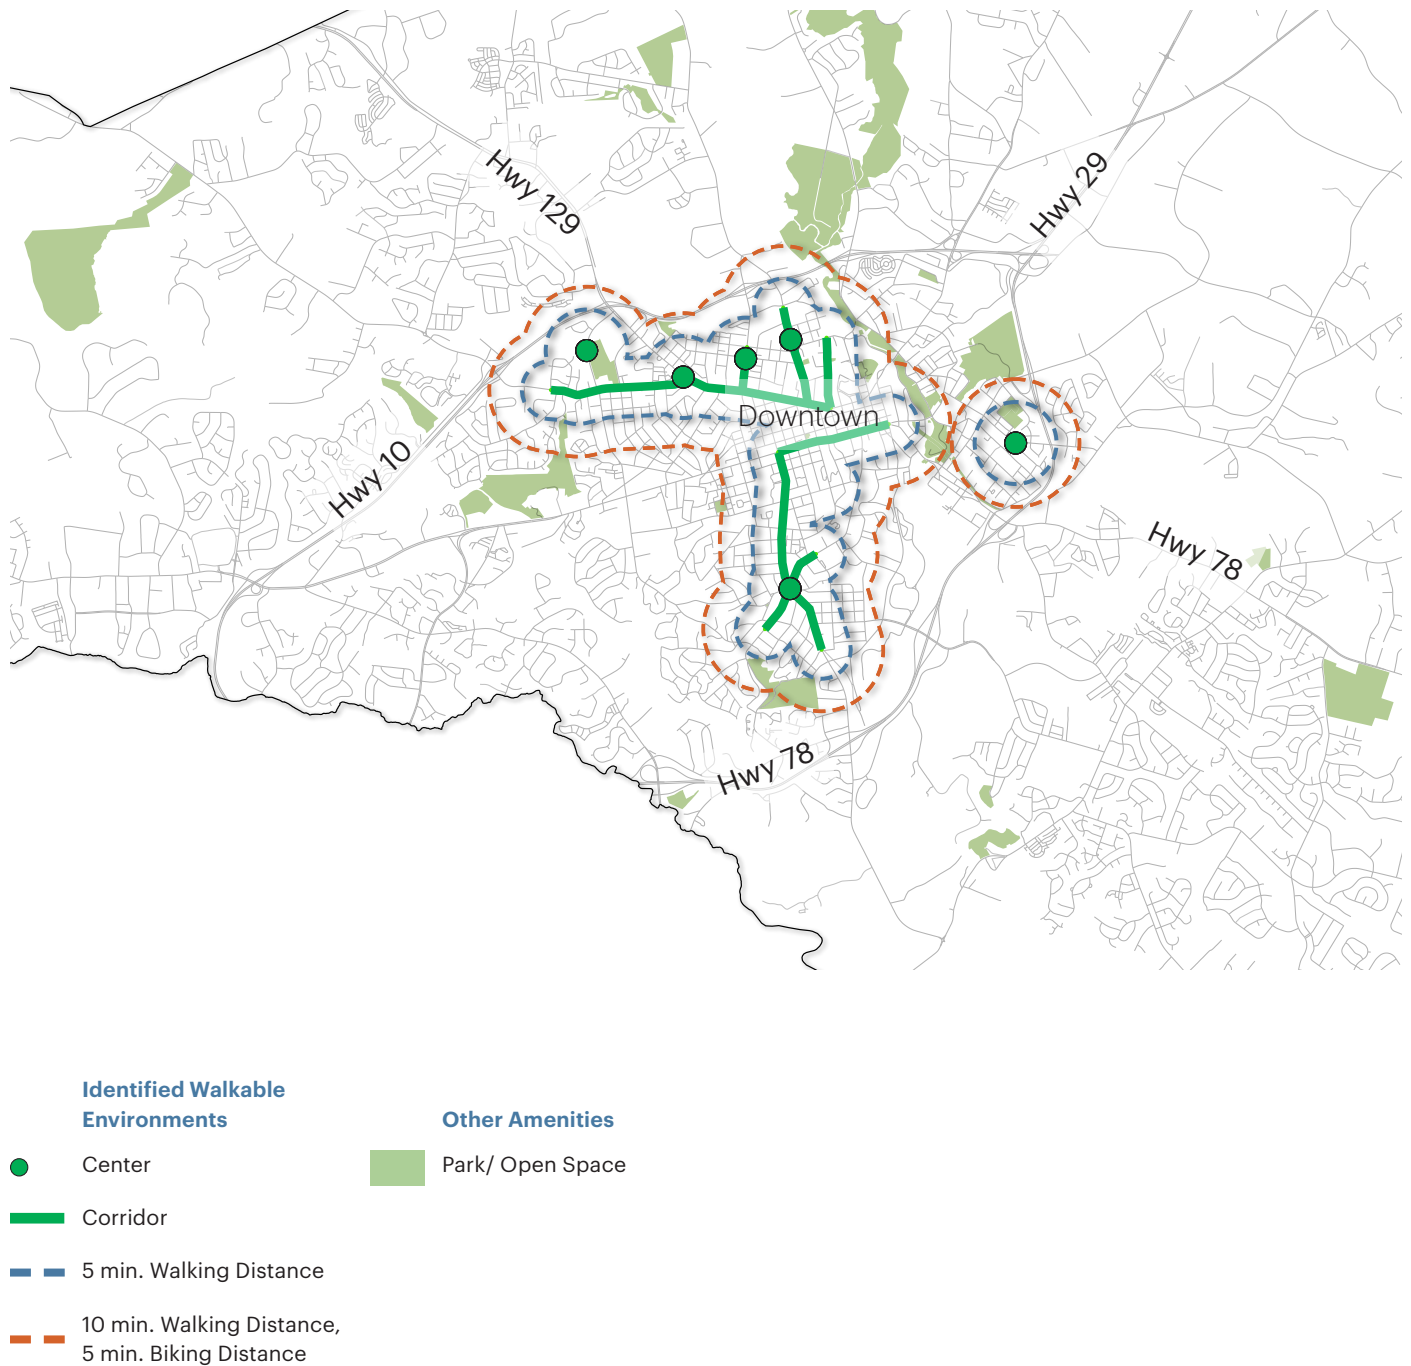 Hwy 129
Hwy 29
Downtown
Hwy 10
Hwy 78
Hwy 78
Identified Walkable
Environments
Center
Corridor
5 min. Walking Distance
10 min. Walking Distance,
5 min. Biking Distance
Other Amenities
Park/ Open Space